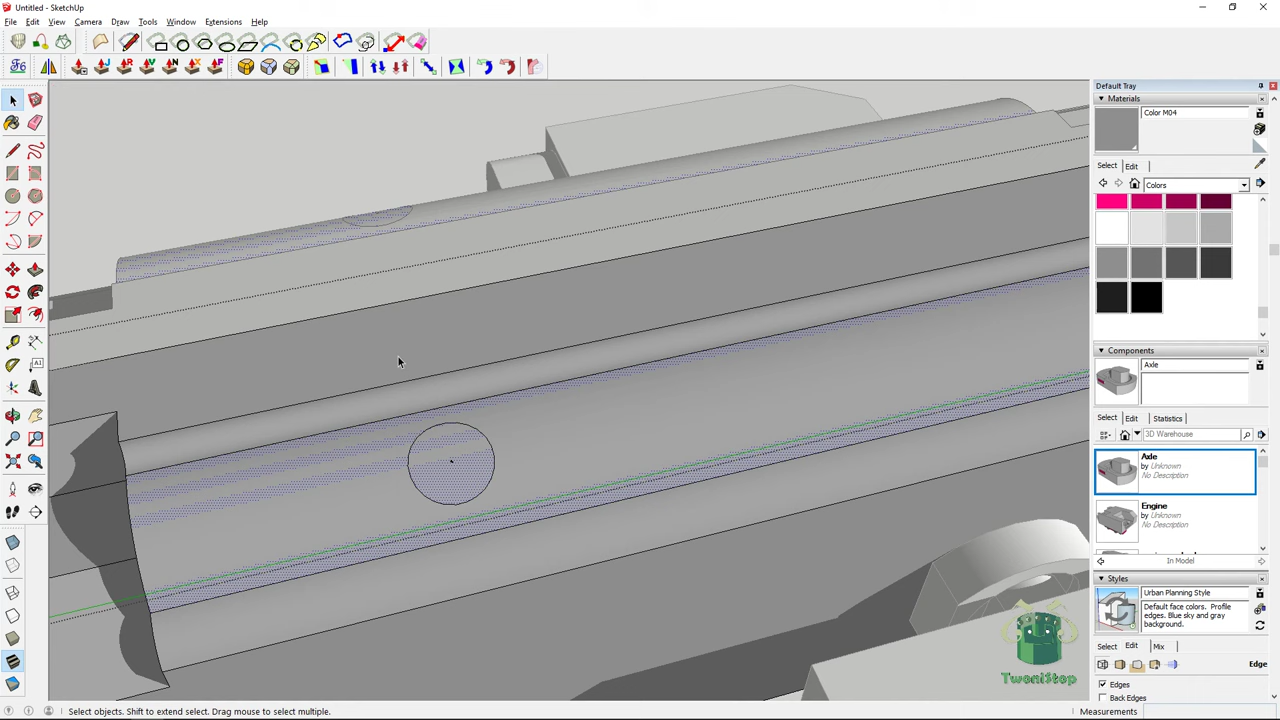 Untitled - SketchUp
File Edit View Camera Draw Tools Window Extensions Help
Default Tray
Materials
Color M04
Select Edit
Colors
Components
Axle
Select Edit Statistics
3D Warehouse
Axle
by Unknown
No Description
Engine
by Unknown
No Description
In Model
Styles
Urban Planning Style
Default face colors. Profile
edges. Blue sky and gray
background.
Select Edit Mix
Edge
Edges
Back Edges
TwoniStop
Select objects. Shift to extend select. Drag mouse to select multiple.
Measurements